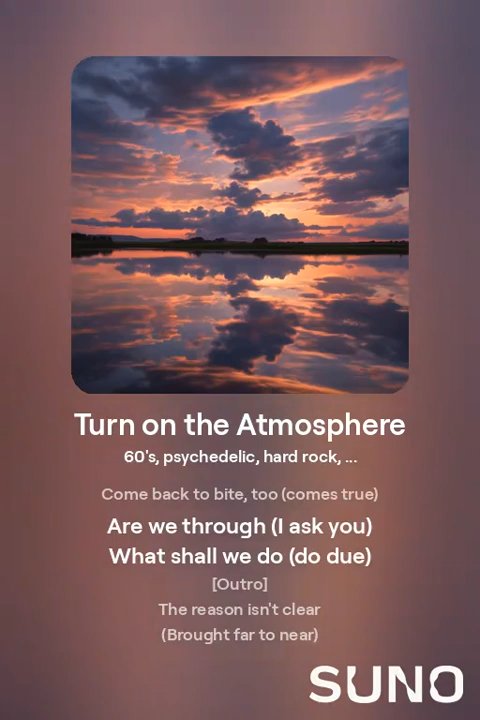 Turn on the Atmosphere
60's, psychedelic, hard rock, ...
Come back to bite, too (comes true)
Are we through (I ask you)
What shall we do (do due)
[Outro]
The reason isn't clear
(Brought far to near)
SUNO